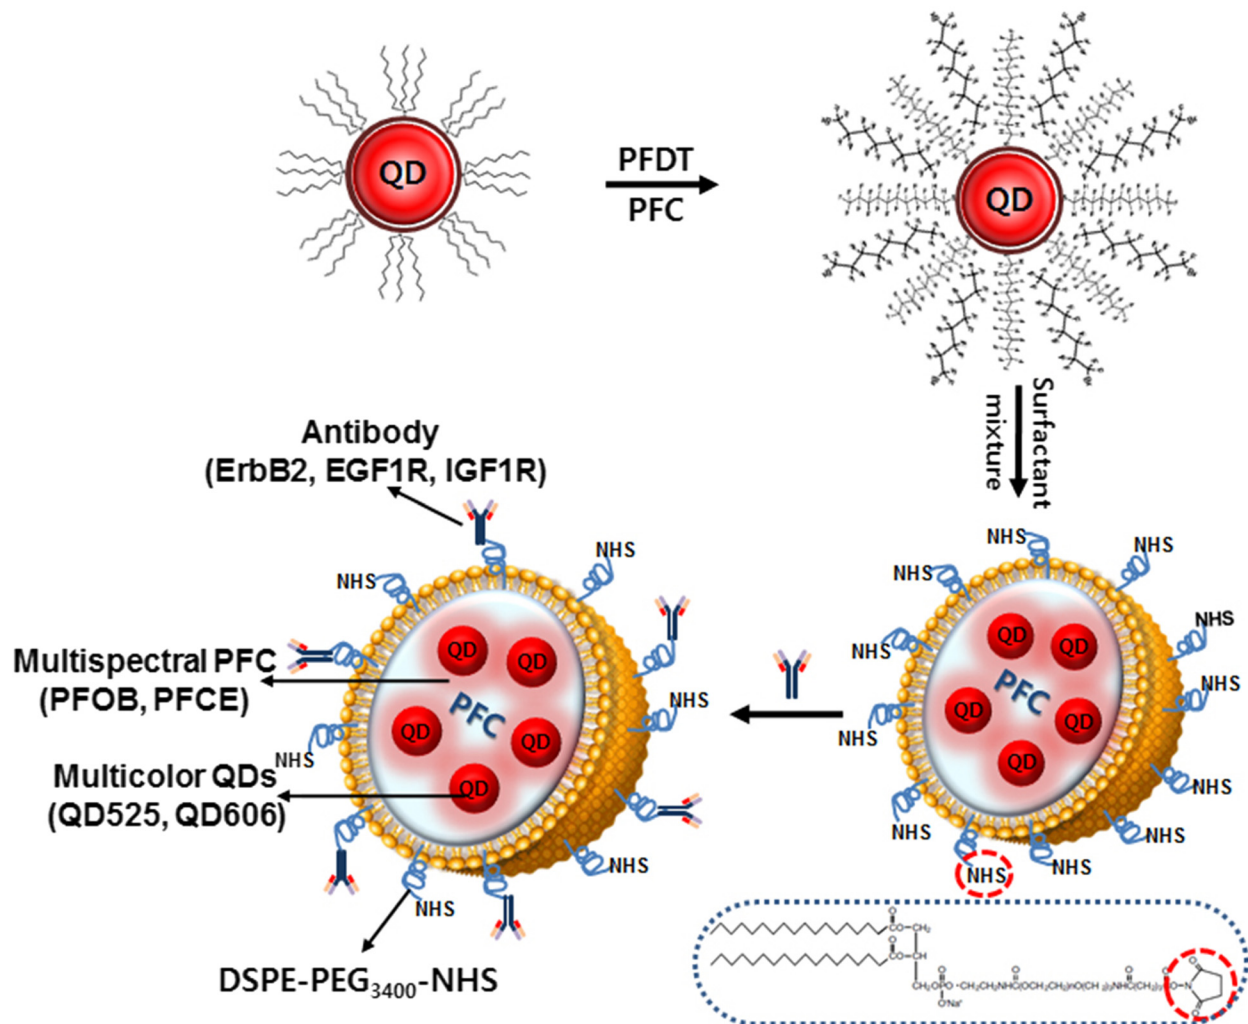 QD
PFDT
PFC
QD
Surfactant
mixture
Antibody
(ErbB2, EGF1R, IGF1R)
NHS
NHS
NHS
NHS
NHS
QD
QD
QD
QD
QD
PFC
Multispectral PFC
(PFOB, PFCE)
Multicolor QDs
(QD525, QD606)
NHS
NHS
DSPE-PEG3400-NHS
NHS
NHS
NHS
NHS
NHS
NHS
NHS
NHS
NHS
NHS
NHS
QD
QD
QD
QD
QD
PFC